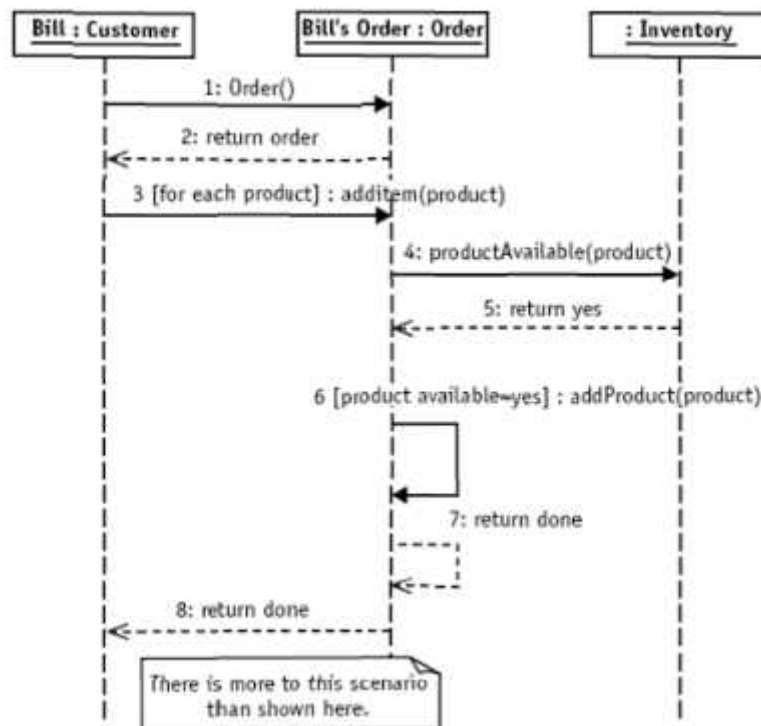 Bill : Customer
Bill's Order : Order
: Inventory
1: Order()
2: return order
3 [for each product] : additem(product)
4: productAvailable(product)
5: return yes
6 [product available=yes] : addProduct(product)
7: return done
8: return done
There is more to this scenario
than shown here.